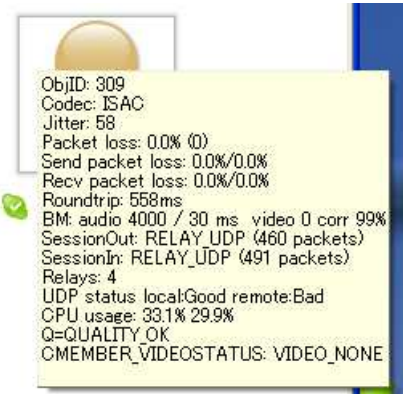 ObjID: 309
Codec: ISAC
Jitter: 58
Packet loss: 0.0% (0)
Send packet loss: 0.0%/0.0%
Recv packet loss: 0.0%/0.0%
Roundtrip: 558ms
BM: audio 4000 / 30 ms video 0 corr 99%
SessionOut: RELAY_UDP (460 packets)
SessionIn: RELAY_UDP (491 packets)
Relays: 4
UDP status local:Good remote:Bad
CPU usage: 33.1% 29.9%
Q=QUALITY_OK
CMEMBER_VIDEOSTATUS: VIDEO_NONE